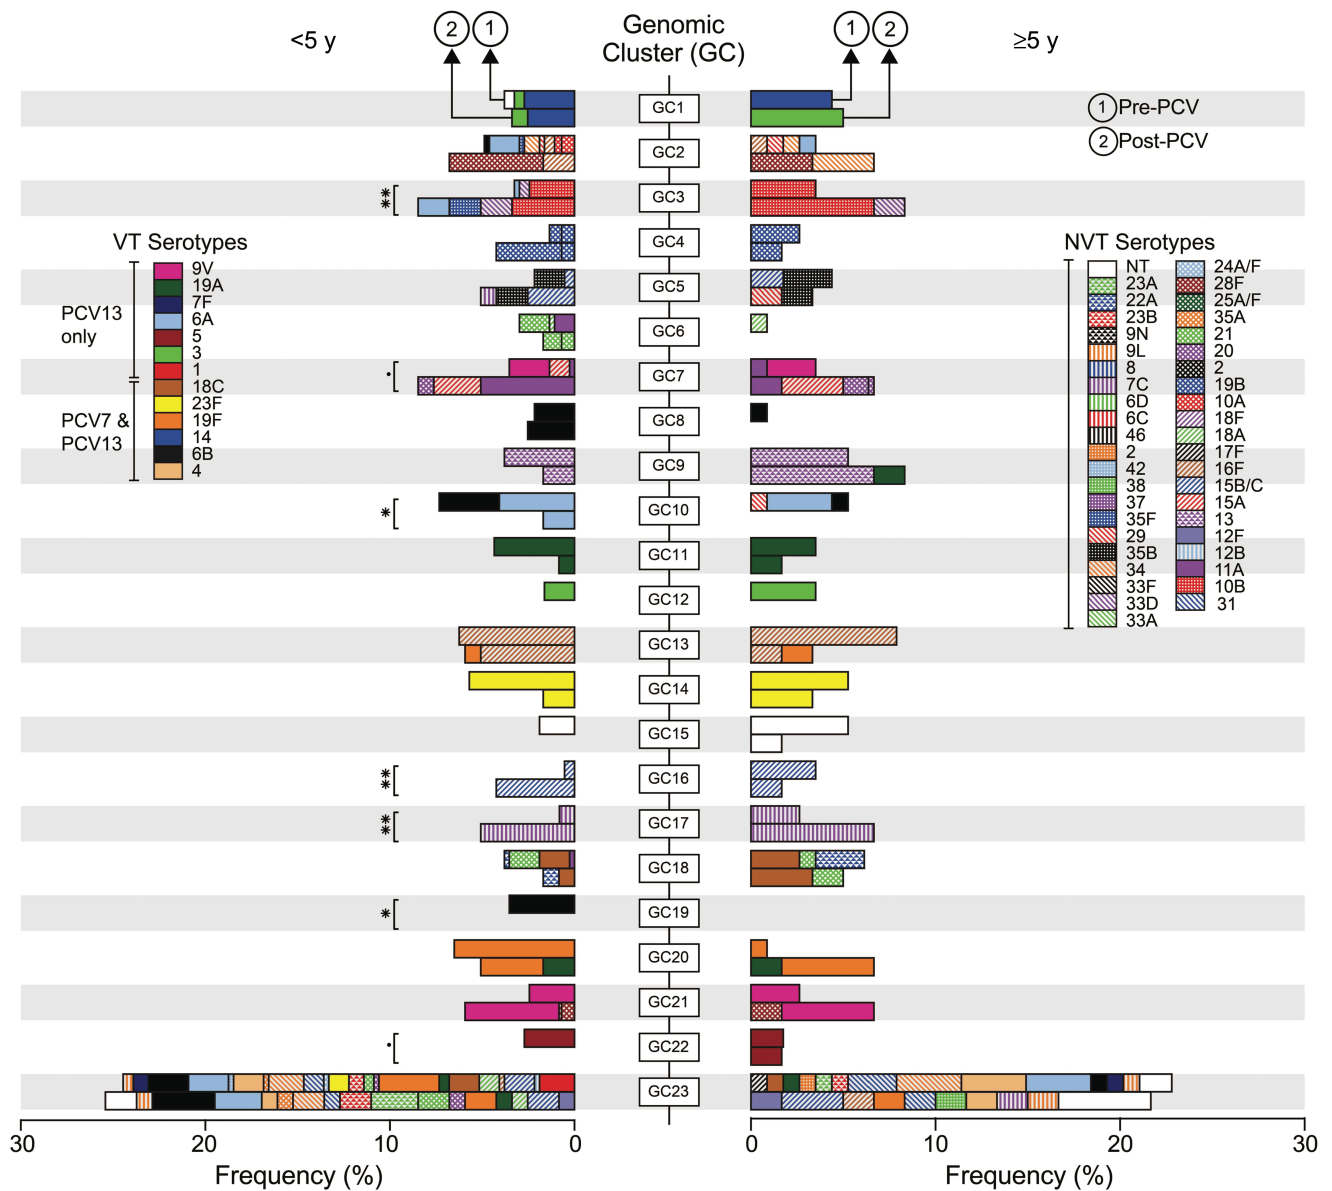 <5 y
2
1
Genomic
Cluster (GC)
1
2
≥5 y
1 Pre-PCV
2 Post-PCV
GC1
GC2
GC3
GC4
GC5
GC6
GC7
GC8
GC9
GC10
GC11
GC12
GC13
GC14
GC15
GC16
GC17
GC18
GC19
GC20
GC21
GC22
GC23
**
•
*
**
**
*
•
VT Serotypes
PCV13
only
PCV7 &
PCV13
9V
19A
7F
6A
5
3
1
18C
23F
19F
14
6B
4
NVT Serotypes
NT
23A
22A
23B
9N
9L
8
7C
6D
6C
46
2
42
38
37
35F
29
35B
34
33F
33D
33A
24A/F
28F
25A/F
35A
21
20
2
19B
10A
18F
18A
17F
16F
15B/C
15A
13
12F
12B
11A
10B
31
30 20 10 0
0 10 20 30
Frequency (%)
Frequency (%)